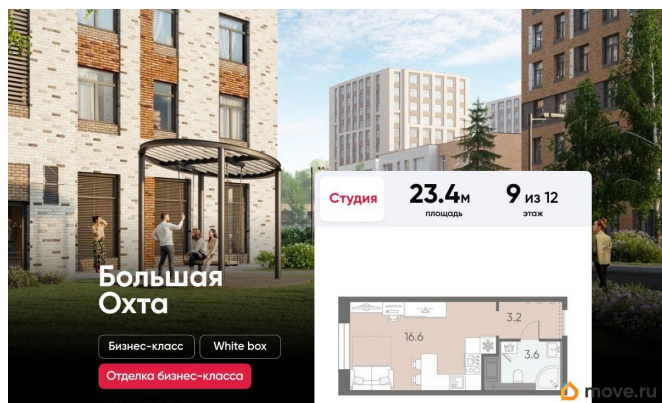 Студия
23.4м
площадь
9 из 12
этаж
Большая
Охта
Бизнес-класс
White box
Отделка бизнес-класса
16.6
3.2
3.6
move.ru